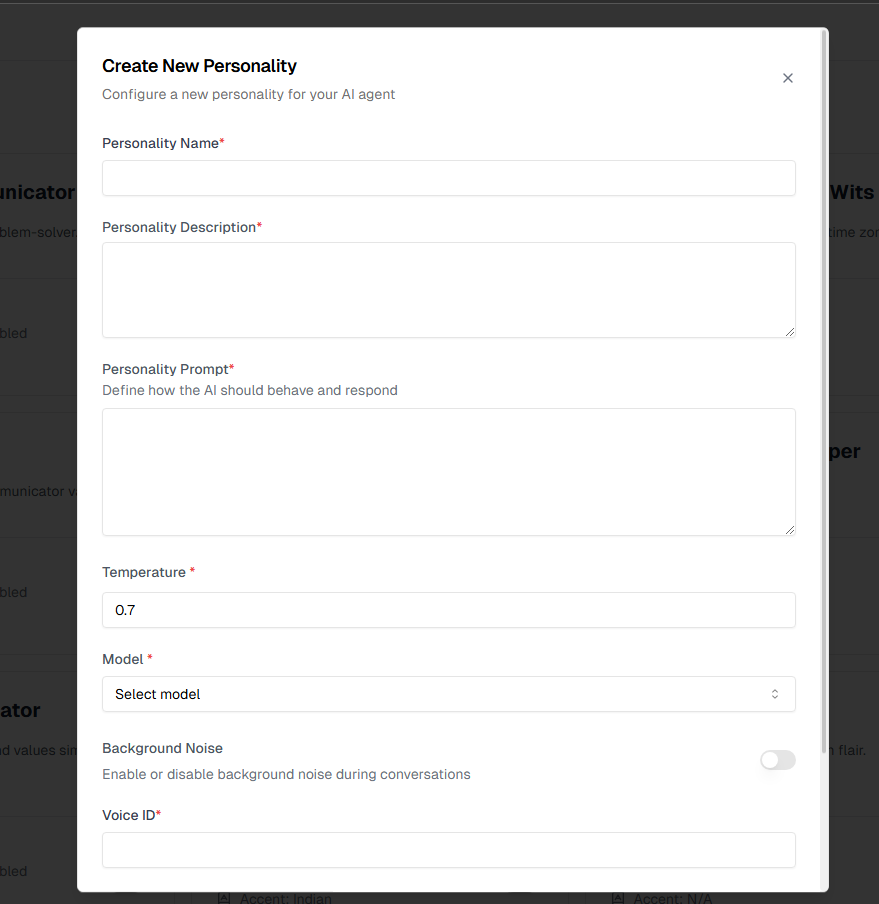 Create New Personality
Configure a new personality for your AI agent
Personality Name*
unicator
Wits
blem-solver.
time zon
Personality Description*
bled
Personality Prompt*
Define how the AI should behave and respond
per
municator va
Temperature *
bled
0.7
Model *
Select model
ator
nd values sim
n flair.
Background Noise
Enable or disable background noise during conversations
Voice ID*
bled
Accent: Indian
Accent: N/A